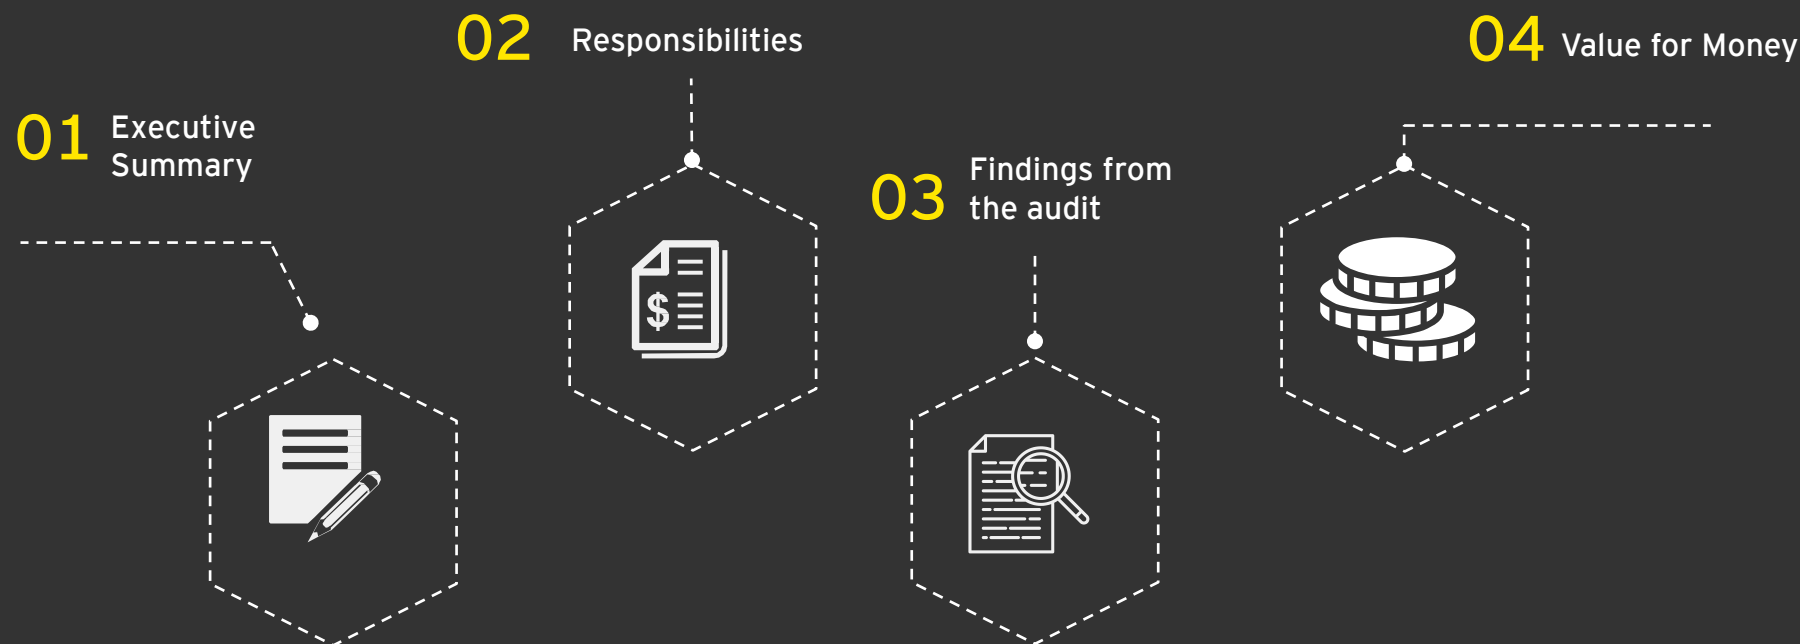 01 Executive
Summary
02 Responsibilities
03 Findings from
the audit
04 Value for Money
$